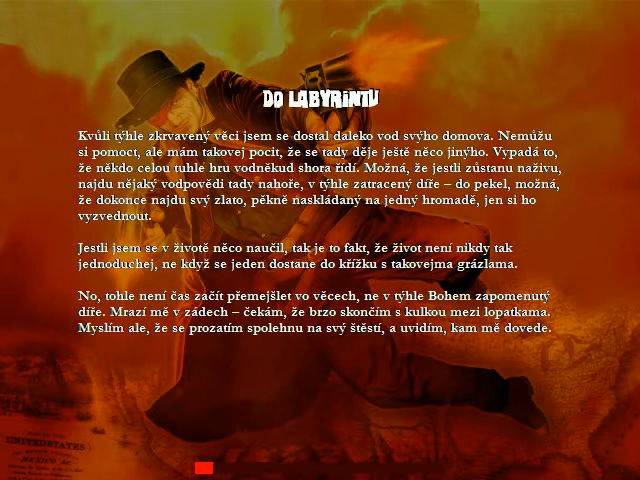 DO LABYRINTU
Kvůli týhle zkrvavený věci jsem se dostal daleko vod svýho domova. Nemůžu
si pomoct, ale mám takovej pocit, že se tady děje ještě něco jinýho. Vypadá to,
že někdo celou tuhle hru vodněkud shora řídí. Možná, že jestli zůstanu naživu,
najdu nějaký vodpovědi tady nahoře, v týhle zatracený díře – do pekel, možná,
že dokonce najdu svý zlato, pěkně naskládaný na jedný hromadě, jen si ho
vyzvednout.
Jestli jsem se v životě něco naučil, tak je to fakt, že život není nikdy tak
jednoduchej, ne když se jeden dostane do křížku s takovejma grázlama.
No, tohle není čas začít přemejšlet vo věcech, ne v týhle Bohem zapomenutý
díře. Mrazí mě v zádech – čekám, že brzo skončím s kulkou mezi lopatkama.
Myslím ale, že se prozatím spolehnu na svý štěstí, a uvidím, kam mě dovede.
UNITED STATES
MEXICO &c.